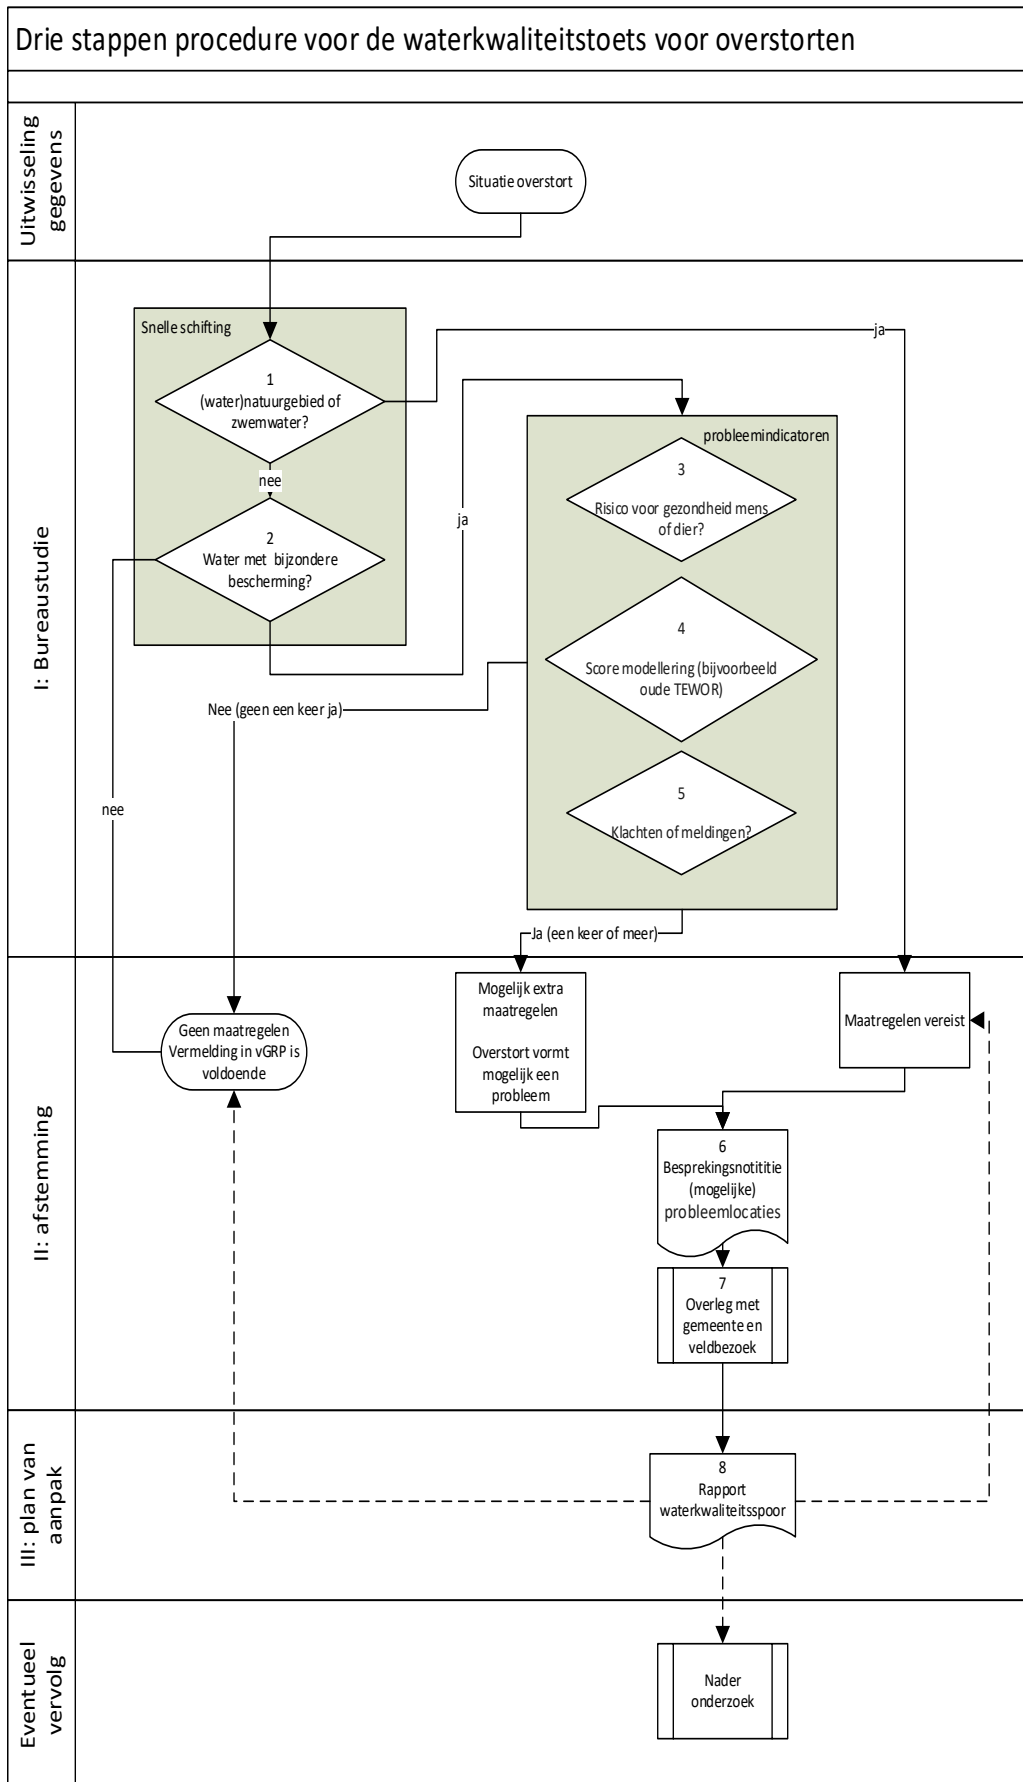 Drie stappen procedure voor de waterkwaliteitstoets voor overstorten
Uitwisseling
gegevens
Situatie overstort
I: Bureaustudie
Snelle schifting
ja
1
(water)natuurgebied of
zwemwater?
probleemindicatoren
3
Risico voor gezondheid mens
of dier?
nee
ja
2
Water met bijzondere
bescherming?
4
Score modellering (bijvoorbeeld
oude TEWOR)
Nee (geen een keer ja)
5
Klachten of meldingen?
nee
Ja (een keer of meer)
II: afstemming
Mogelijk extra
maatregelen
Overstort vormt
mogelijk een
probleem
Maatregelen vereist
Geen maatregelen
Vermelding in vGRP is
voldoende
6
Besprekingsnotititie
(mogelijke)
probleemlocaties
7
Overleg met
gemeente en
veldbezoek
III: plan van
aanpak
8
Rapport
waterkwaliteitsspoor
Eventueel
vervolg
Nader
onderzoek